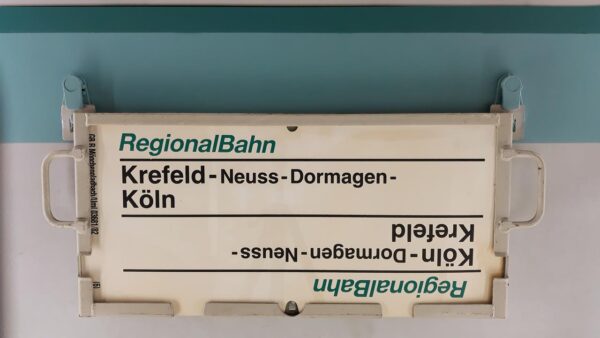 RegionalBahn
Krefeld-Neuss-Dormagen-
Köln
RegionalBahn
Köln-Dormagen-Neuss-
Krefeld